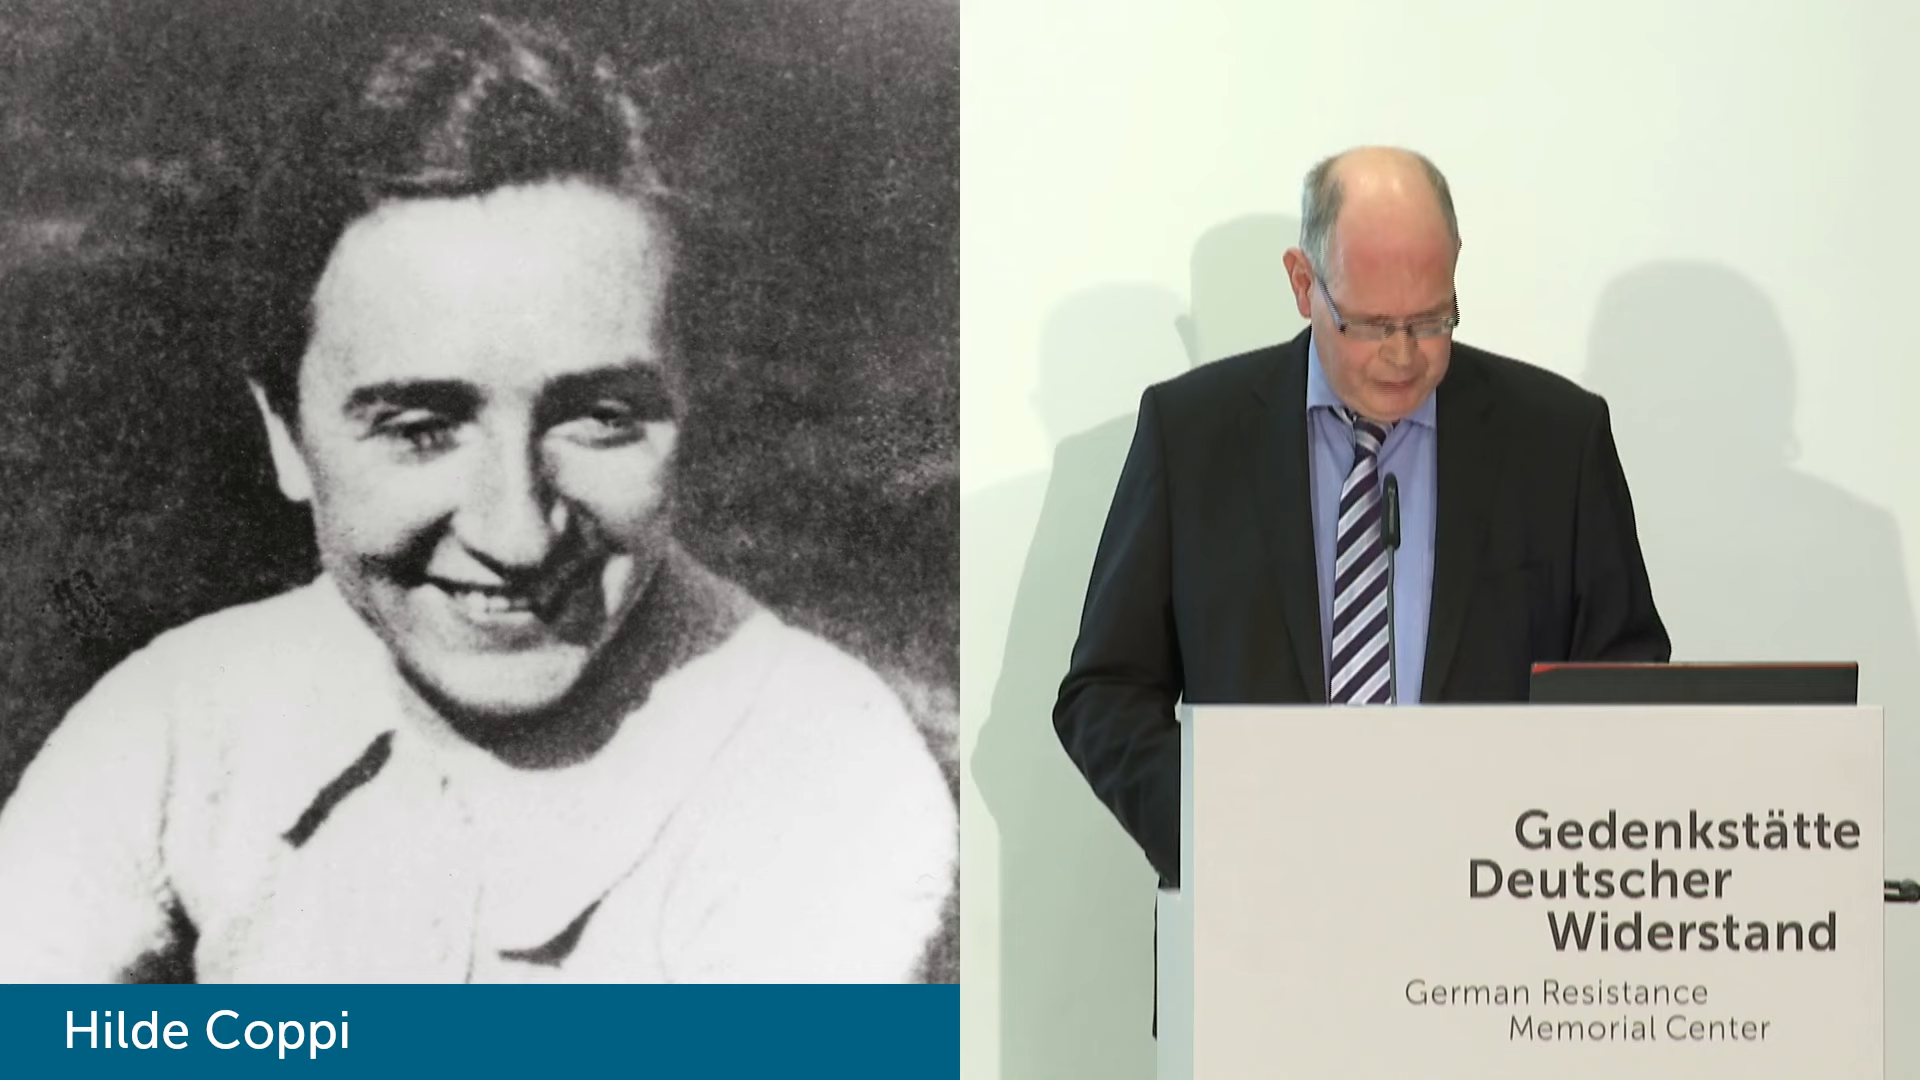 Hilde Coppi
Gedenkstätte
Deutscher
Widerstand
German Resistance
Memorial Center